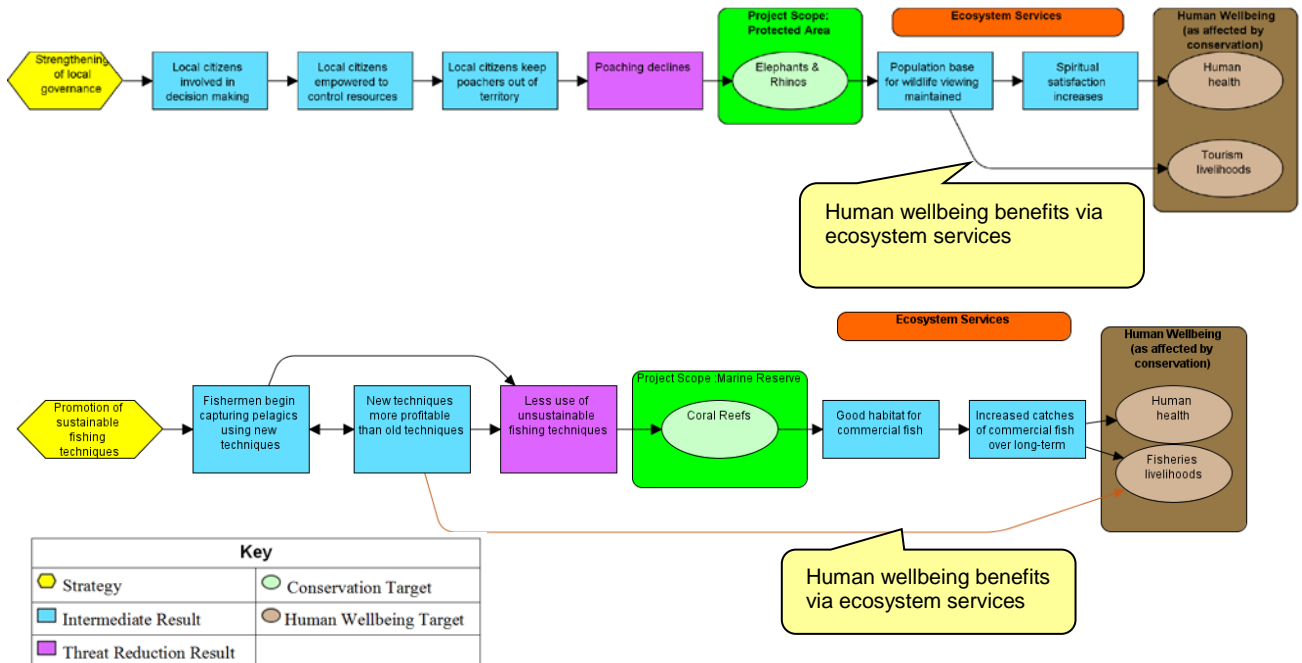 Strengthening
of local
governance
Local citizens
involved in
decision making
Local citizens
empowered to
control resources
Local citizens keep
poachers out of
territory
Poaching declines
Project Scope:
Protected Area
Elephants &
Rhinos
Ecosystem Services
Population base
for wildlife viewing
maintained
Spiritual
satisfaction
increases
Human Wellbeing
(as affected by
conservation)
Human
health
Tourism
livelihoods
Human wellbeing benefits via
ecosystem services
Promotion of
sustainable
fishing
techniques
Fishermen begin
capturing pelagics
using new
techniques
New techniques
more profitable
than old techniques
Less use of
unsustainable
fishing techniques
Project Scope :Marine Reserve
Coral Reefs
Ecosystem Services
Good habitat for
commercial fish
Increased catches
of commercial fish
over long-term
Human Wellbeing
(as affected by
conservation)
Human
health
Fisheries
livelihoods
Human wellbeing benefits
via ecosystem services
Key
Strategy
Conservation Target
Intermediate Result
Human Wellbeing Target
Threat Reduction Result